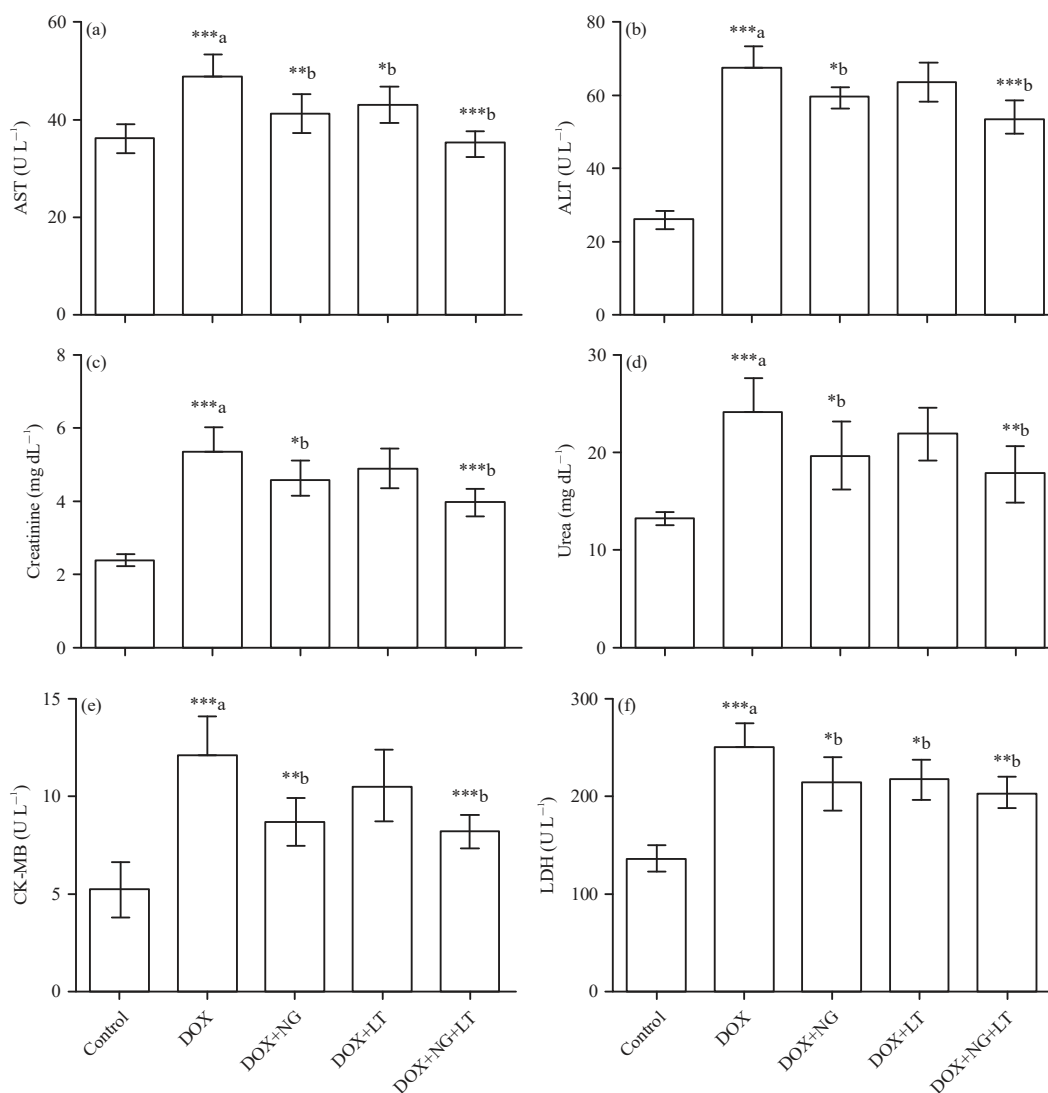 (a)
AST (U L⁻¹)
60
40
20
0
***a
**b
*b
***b
(b)
ALT (U L⁻¹)
80
60
40
20
0
***a
*b
***b
(c)
Creatinine (mg dL⁻¹)
8
6
4
2
0
***a
*b
***b
(d)
Urea (mg dL⁻¹)
30
20
10
0
***a
*b
**b
(e)
CK-MB (U L⁻¹)
15
10
5
0
***a
**b
***b
Control
DOX
DOX+NG
DOX+LT
DOX+NG+LT
(f)
LDH (U L⁻¹)
300
200
100
0
***a
*b
*b
**b
Control
DOX
DOX+NG
DOX+LT
DOX+NG+LT